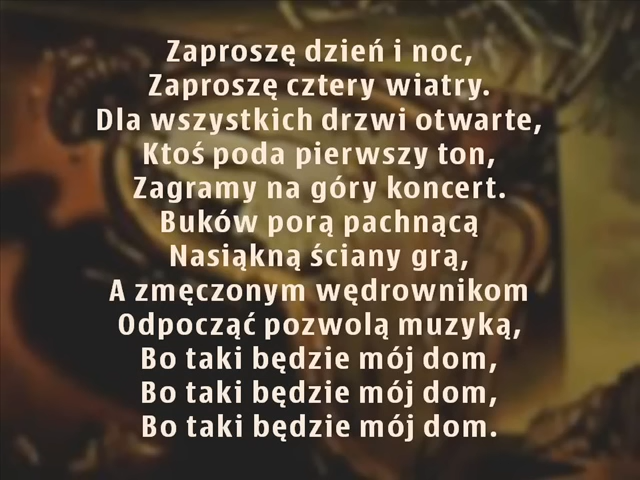 Zaproszę dzień i noc,
Zaproszę cztery wiatry.
Dla wszystkich drzwi otwarte,
Ktoś poda pierwszy ton,
Zagramy na góry koncert.
Buków porą pachnącą
Nasiąkną ściany grą,
A zmęczonym wędrownikom
Odpocząć pozwolą muzyką,
Bo taki będzie mój dom,
Bo taki będzie mój dom,
Bo taki będzie mój dom.